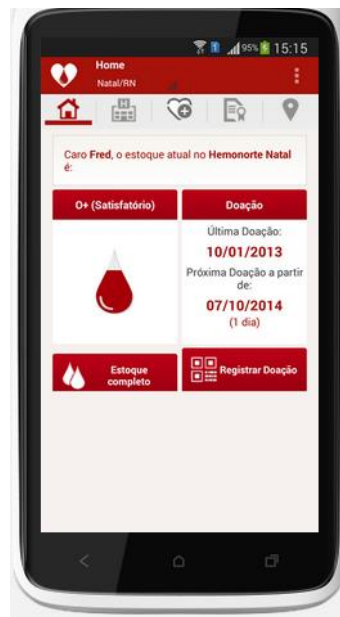 95% 15:15
Home
Natal/RN
H
Caro Fred, o estoque atual no Hemonorte Natal
é:
O+ (Satisfatório)
Doação
Última Doação:
10/01/2013
Próxima Doação a partir
de:
07/10/2014
(1 dia)
Estoque
completo
Registrar Doação